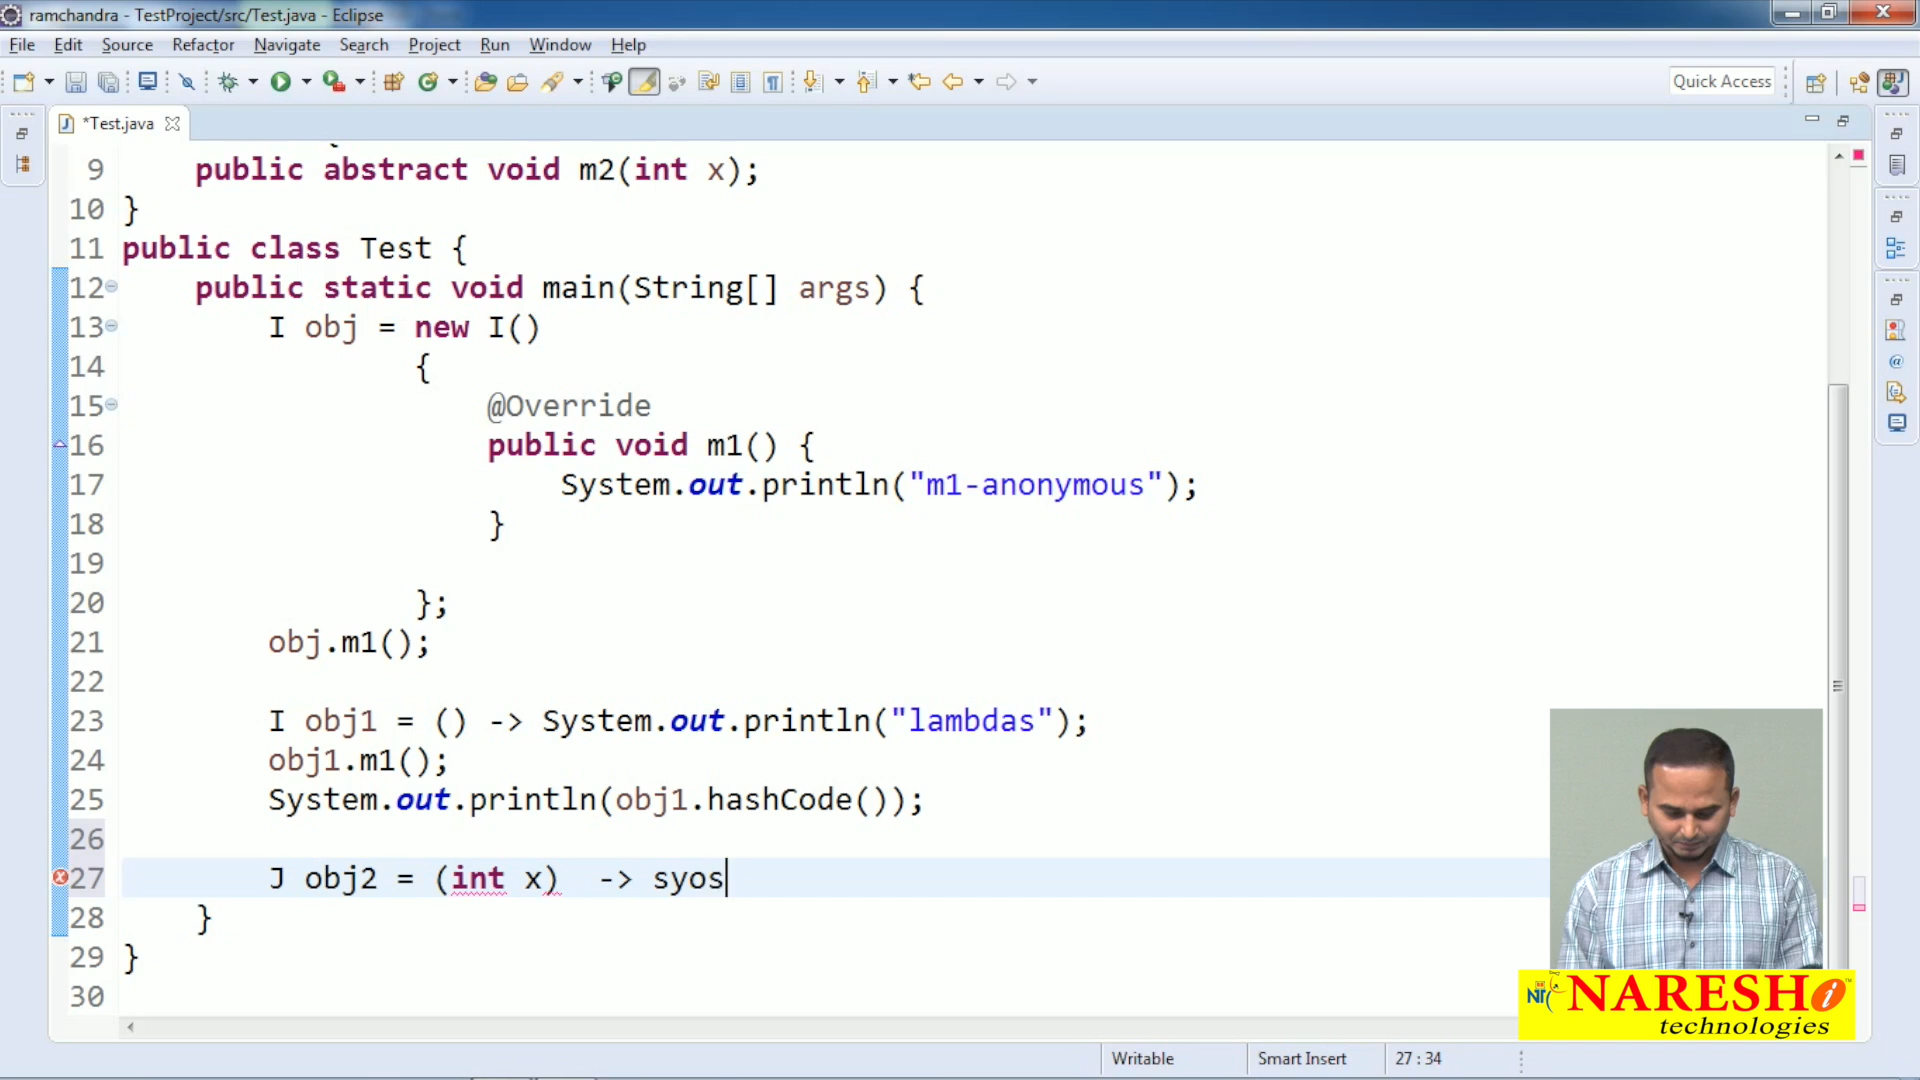 ramchandra - TestProject/src/Test.java - Eclipse
File Edit Source Refactor Navigate Search Project Run Window Help
Quick Access
*Test.java
9 public abstract void m2(int x);
10 }
11 public class Test {
12 public static void main(String[] args) {
13 I obj = new I()
14 {
15 @Override
16 public void m1() {
17 System.out.println("m1-anonymous");
18 }
19
20 };
21 obj.m1();
22
23 I obj1 = () -> System.out.println("lambdas");
24 obj1.m1();
25 System.out.println(obj1.hashCode());
26
27 J obj2 = (int x)  -> syos
28 }
29 }
30
NARESH i
technologies
Writable Smart Insert 27 : 34